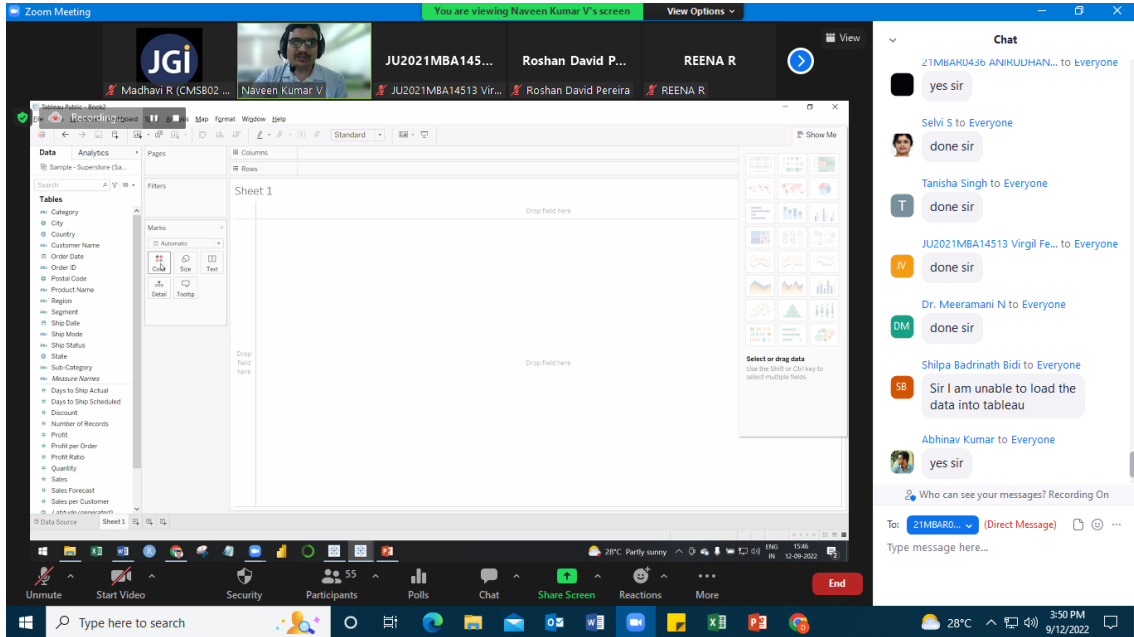 Zoom Meeting
You are viewing Naveen Kumar V's screen
View Options
View
JGi
JU2021MBA145...
Roshan David P...
REENA R
Madhavi R (CMSB02 ...
Naveen Kumar V
JU2021MBA14513 Vir...
Roshan David Pereira
REENA R
Tableau Public - Book2
Recording...
Map Format Window Help
Standard
Show Me
Data Analytics
Pages
Columns
Sample - Superstore (Sa...
Rows
Search
Filters
Sheet 1
Tables
Category
City
Country
Customer Name
Order Date
Order ID
Postal Code
Product Name
Region
Segment
Ship Date
Ship Mode
Ship Status
State
Sub-Category
Measure Names
Days to Ship Actual
Days to Ship Scheduled
Discount
Number of Records
Profit
Profit per Order
Profit Ratio
Quantity
Sales
Sales Forecast
Sales per Customer
Latitude (generated)
Marks
Automatic
Color Size Text
Detail Tooltip
Drop field here
Drop
field
here
Drop field here
Select or drag data
Use the Shift or Ctrl key to
select multiple fields
Data Source
Sheet 1
28°C Partly sunny
ENG
IN
15:46
12-09-2022
Unmute
Start Video
Security
Participants
55
Polls
Chat
Share Screen
Reactions
More
End
Chat
21MBAR0436 ANIRUDHAN... to Everyone
yes sir
Selvi S to Everyone
done sir
Tanisha Singh to Everyone
T
done sir
JU2021MBA14513 Virgil Fe... to Everyone
JV
done sir
Dr. Meeramani N to Everyone
DM
done sir
Shilpa Badrinath Bidi to Everyone
SB
Sir I am unable to load the
data into tableau
Abhinav Kumar to Everyone
yes sir
Who can see your messages? Recording On
To: 21MBAR0... (Direct Message)
Type message here...
Type here to search
28°C
3:50 PM
9/12/2022